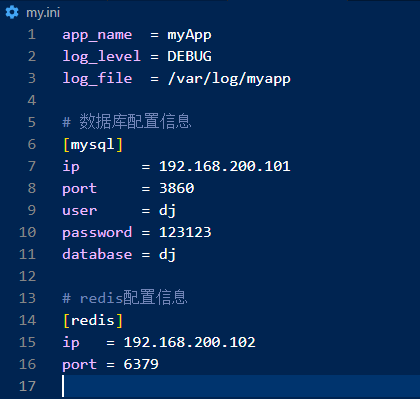 my.ini
1 app_name  = myApp
2 log_level = DEBUG
3 log_file  = /var/log/myapp
4
5 # 数据库配置信息
6 [mysql]
7 ip       = 192.168.200.101
8 port     = 3860
9 user     = dj
10 password = 123123
11 database = dj
12
13 # redis配置信息
14 [redis]
15 ip   = 192.168.200.102
16 port = 6379
17